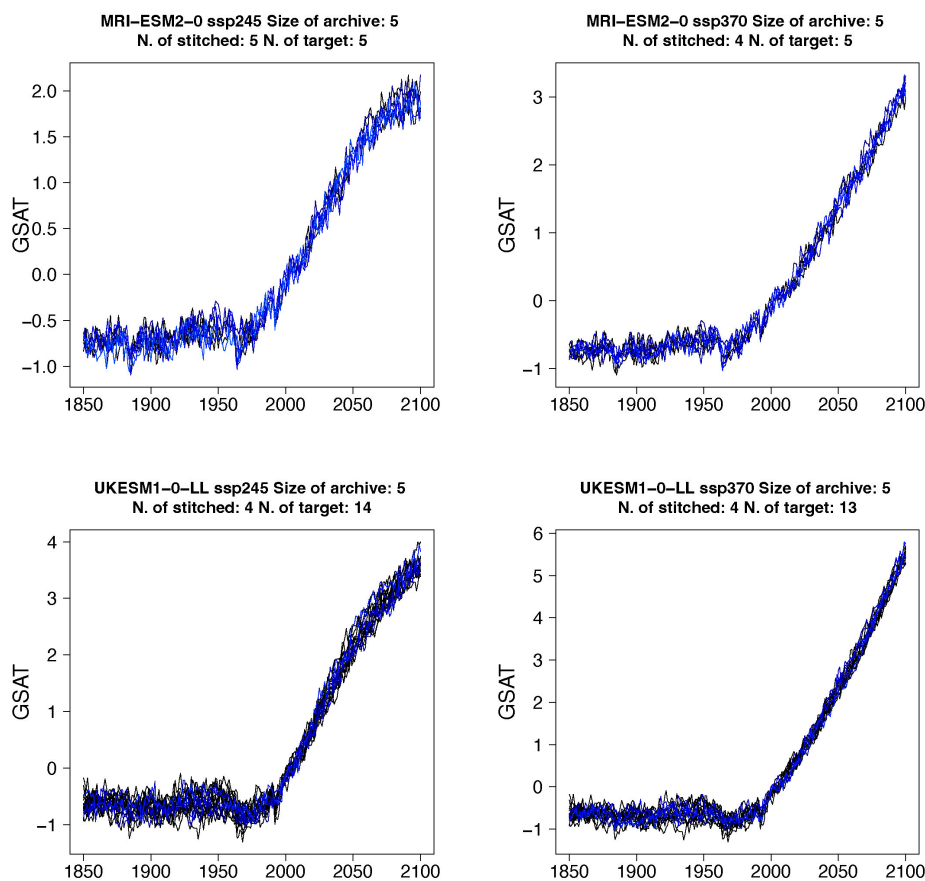 MRI−ESM2−0 ssp245 Size of archive: 5
N. of stitched: 5 N. of target: 5
GSAT
2.0
1.5
1.0
0.5
0.0
−0.5
−1.0
1850 1900 1950 2000 2050 2100
MRI−ESM2−0 ssp370 Size of archive: 5
N. of stitched: 4 N. of target: 5
GSAT
3
2
1
0
−1
1850 1900 1950 2000 2050 2100
UKESM1−0−LL ssp245 Size of archive: 5
N. of stitched: 4 N. of target: 14
GSAT
4
3
2
1
0
−1
1850 1900 1950 2000 2050 2100
UKESM1−0−LL ssp370 Size of archive: 5
N. of stitched: 4 N. of target: 13
GSAT
6
5
4
3
2
1
0
−1
1850 1900 1950 2000 2050 2100